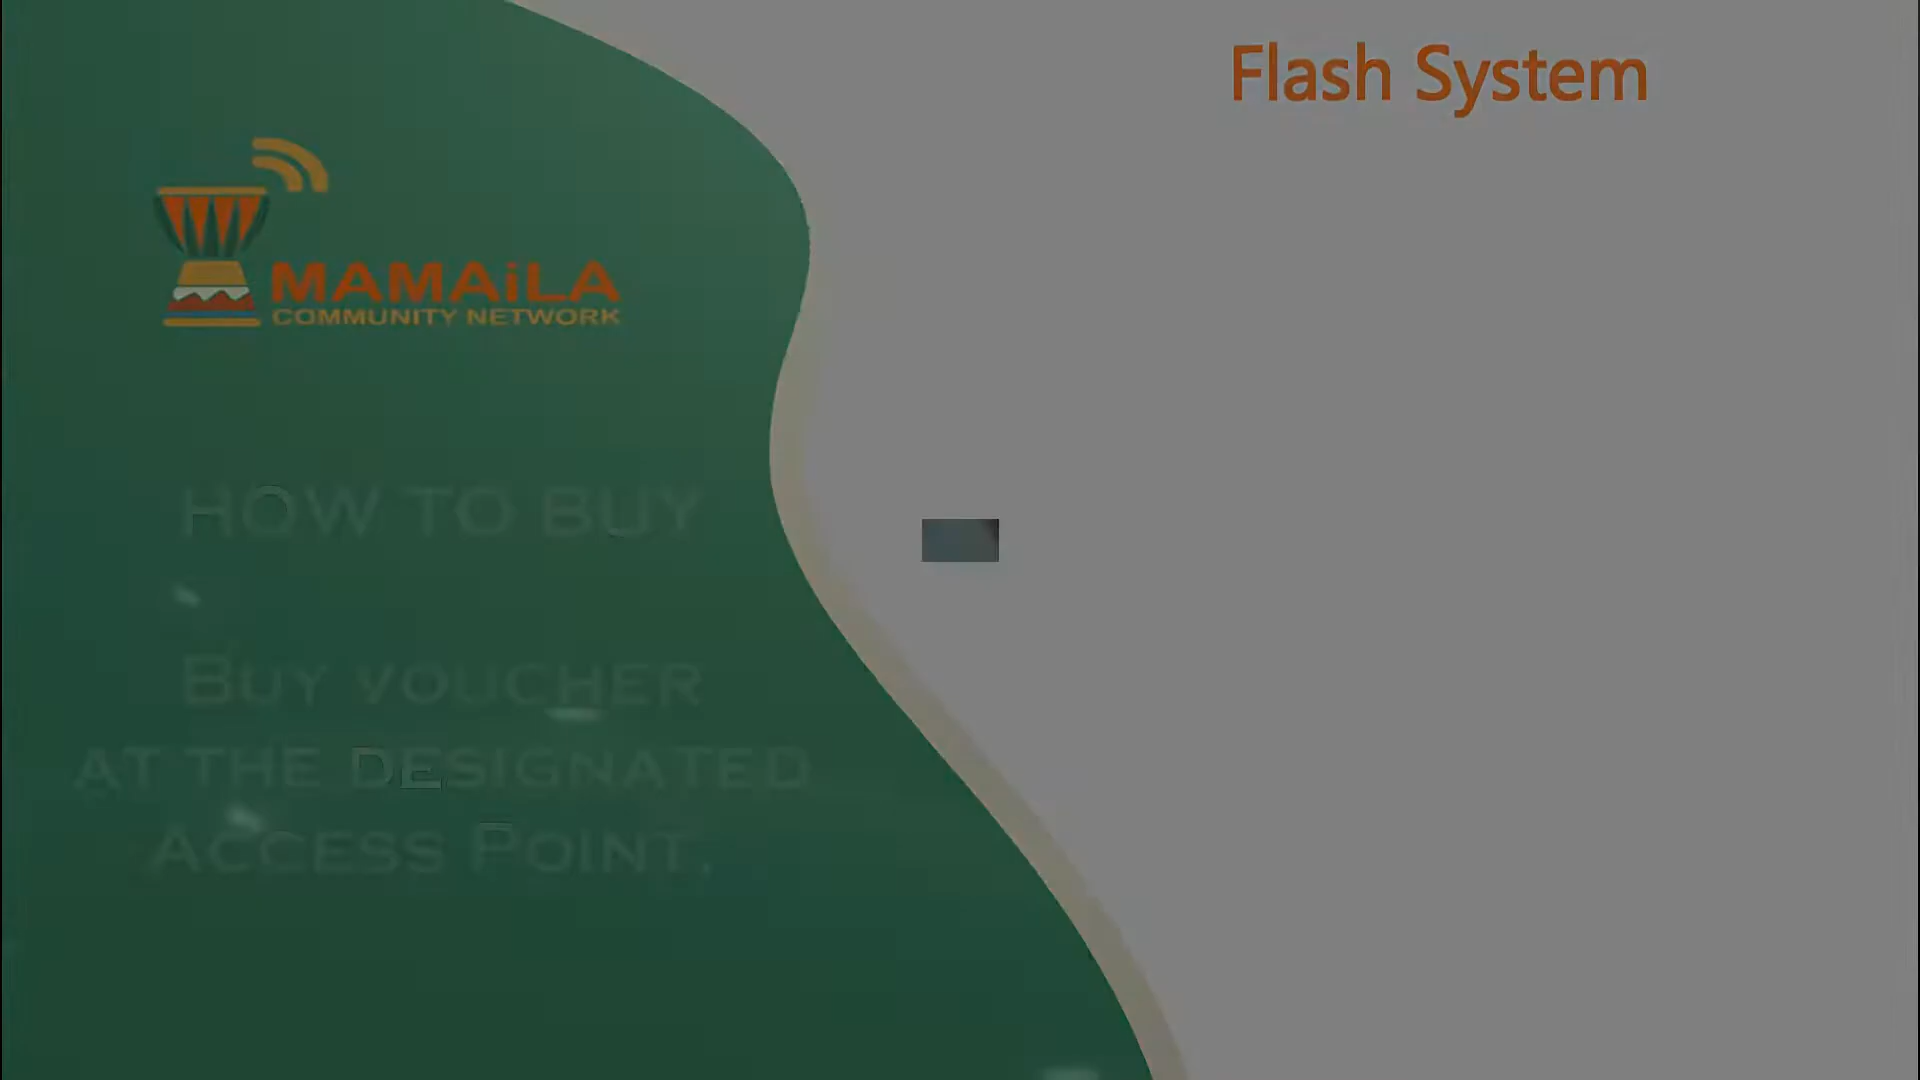 Flash System
MAMAiLA
COMMUNITY NETWORK
HOW TO BUY
BUY VOUCHER
AT THE DESIGNATED
ACCESS POINT.